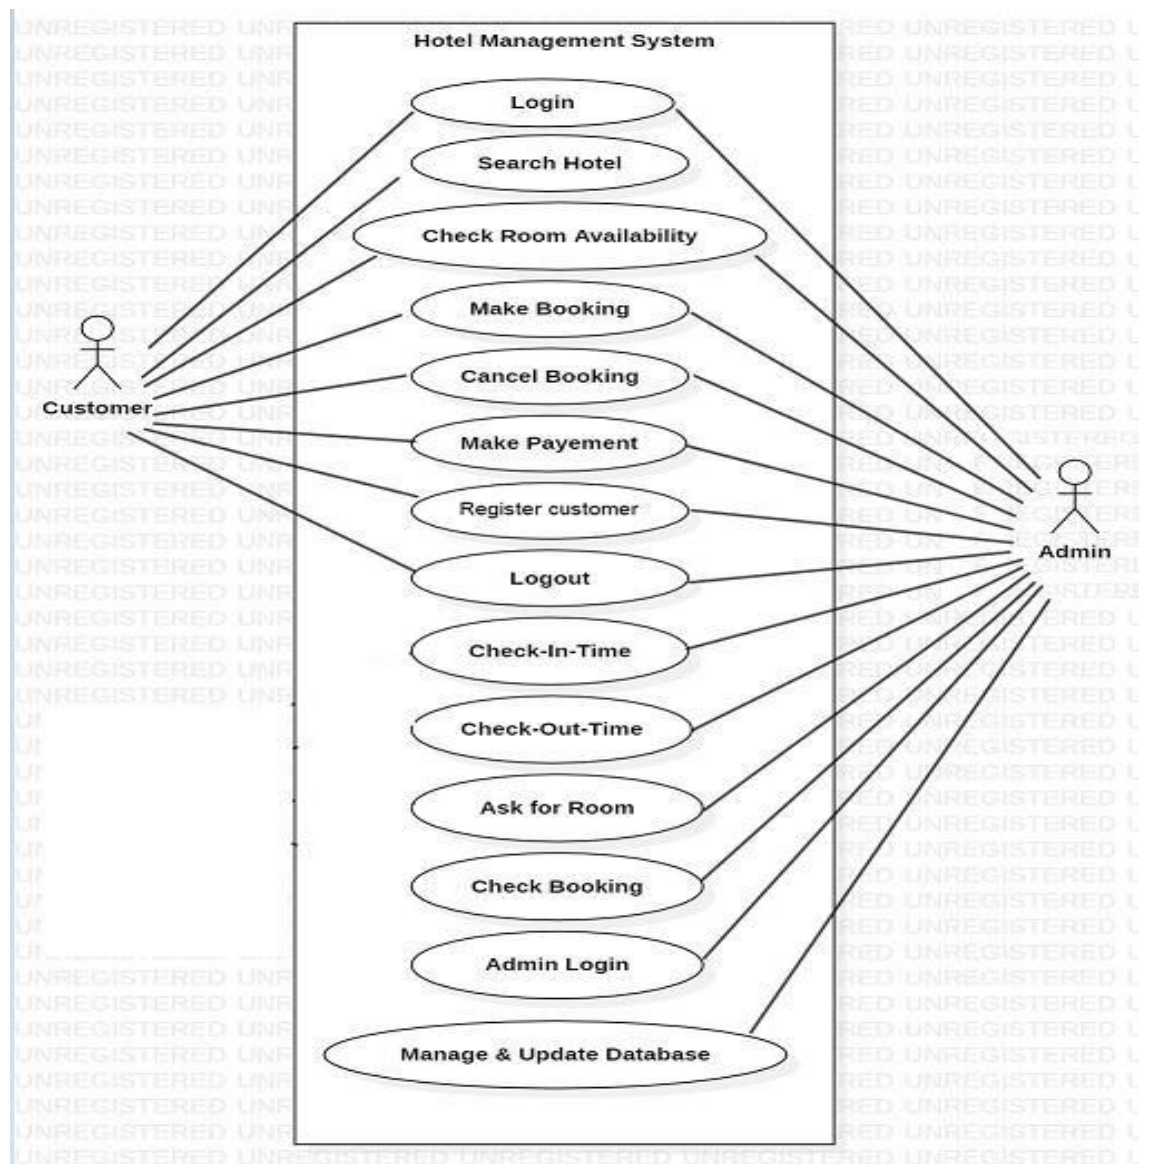 Hotel Management System
Login
Search Hotel
Check Room Availability
Make Booking
Cancel Booking
Customer
Make Payement
Register customer
Admin
Logout
Check-In-Time
Check-Out-Time
Ask for Room
Check Booking
Admin Login
Manage & Update Database